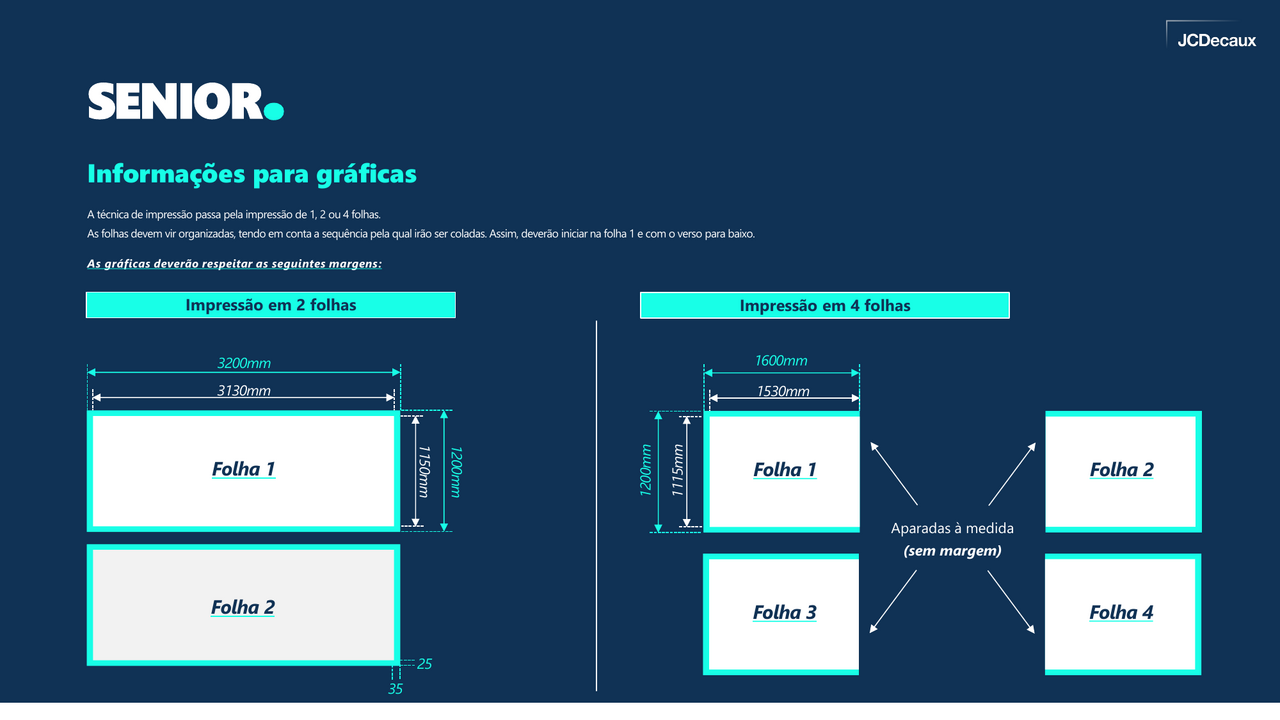 JCDecaux
SENIOR.
Informações para gráficas
A técnica de impressão passa pela impressão de 1, 2 ou 4 folhas.
As folhas devem vir organizadas, tendo em conta a sequência pela qual irão ser coladas. Assim, deverão iniciar na folha 1 e com o verso para baixo.
As gráficas deverão respeitar as seguintes margens:
Impressão em 2 folhas
3200mm
3130mm
Folha 1
1150mm
1200mm
Folha 2
25
35
Impressão em 4 folhas
1600mm
1530mm
1200mm
1115mm
Folha 1
Folha 2
Aparadas à medida
(sem margem)
Folha 3
Folha 4